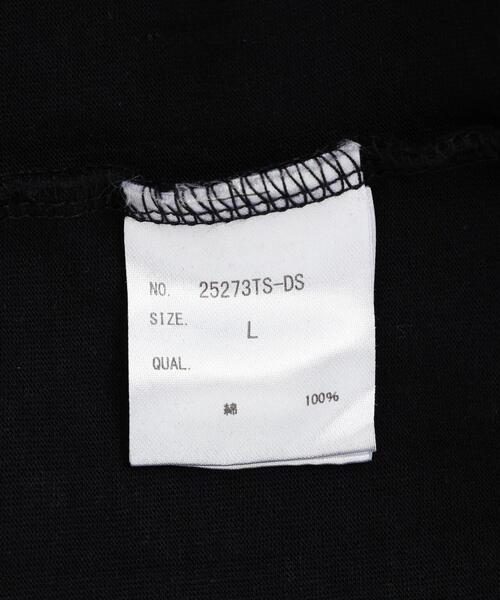 NO. 25273TS-DS
SIZE. L
QUAL.
綿 100%